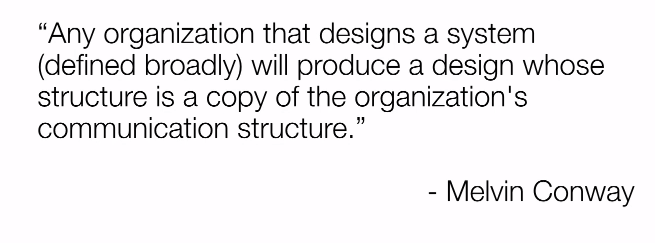 “Any organization that designs a system
(defined broadly) will produce a design whose
structure is a copy of the organization's
communication structure.”
- Melvin Conway